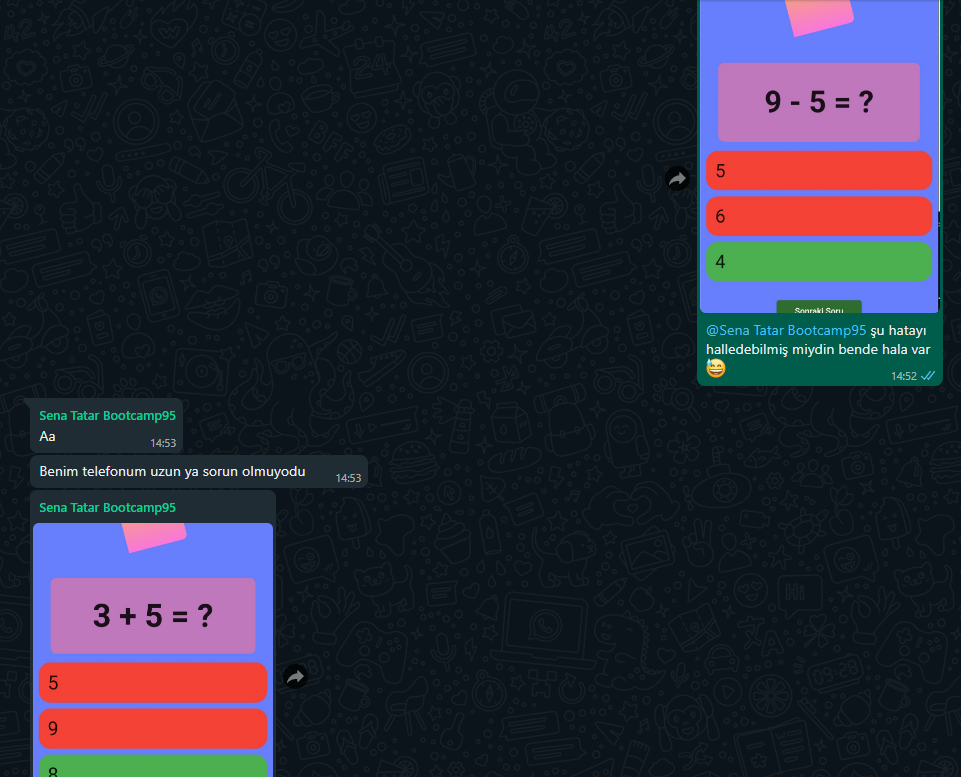 9 - 5 = ?
5
6
4
Sonraki Soru
@Sena Tatar Bootcamp95 şu hatayı
halledebilmiş miydin bende hala var
😅
14:52
Sena Tatar Bootcamp95
Aa
14:53
Benim telefonum uzun ya sorun olmuyodu
14:53
Sena Tatar Bootcamp95
3 + 5 = ?
5
9
8